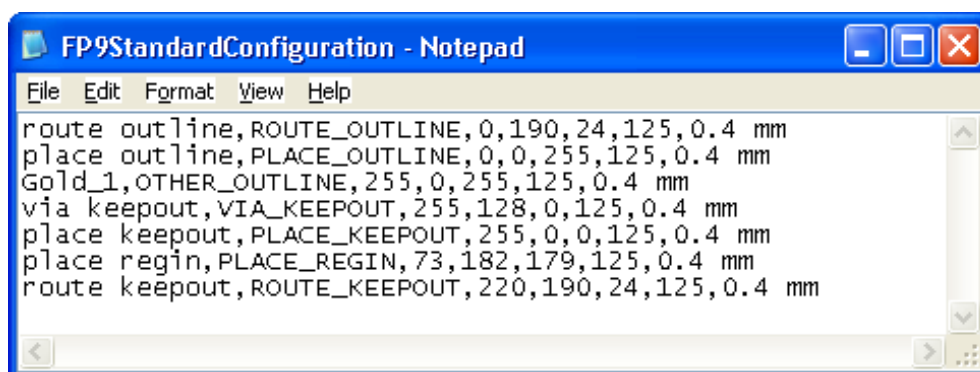 FP9StandardConfiguration - Notepad
File Edit Format View Help
route outline,ROUTE_OUTLINE,0,190,24,125,0.4 mm
place outline,PLACE_OUTLINE,0,0,255,125,0.4 mm
Gold_1,OTHER_OUTLINE,255,0,255,125,0.4 mm
via keepout,VIA_KEEPOUT,255,128,0,125,0.4 mm
place keepout,PLACE_KEEPOUT,255,0,0,125,0.4 mm
place regin,PLACE_REGIN,73,182,179,125,0.4 mm
route keepout,ROUTE_KEEPOUT,220,190,24,125,0.4 mm